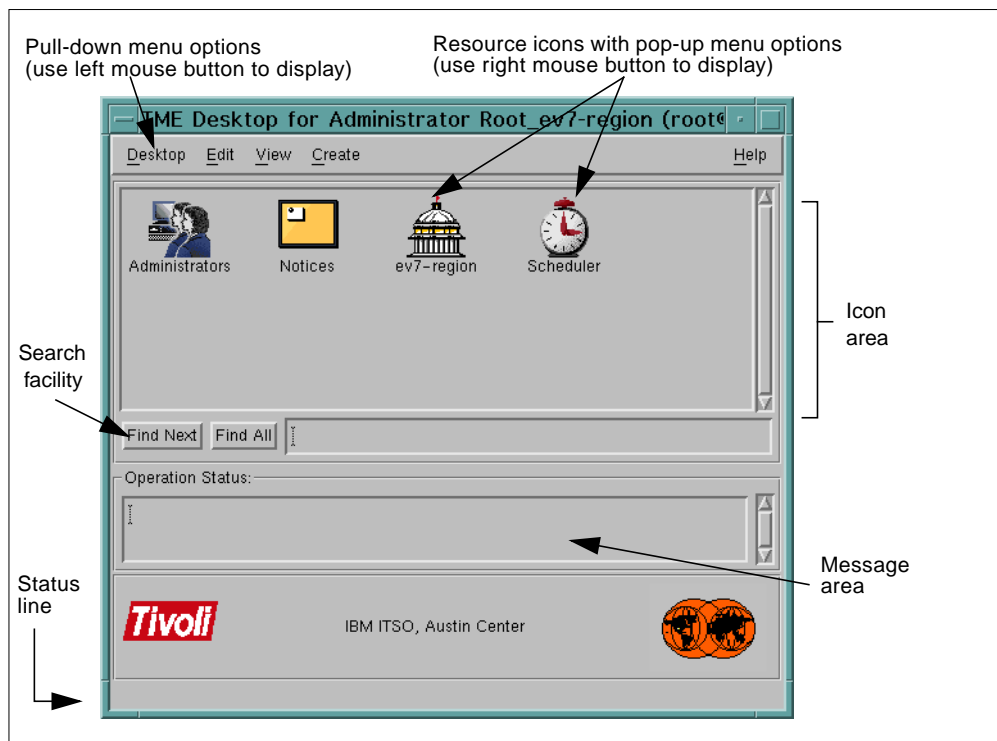 Pull-down menu options
(use left mouse button to display)
Resource icons with pop-up menu options
(use right mouse button to display)
TME Desktop for Administrator Root_ev7-region (root@
Desktop Edit View Create Help
Administrators Notices ev7-region Scheduler
Icon
area
Search
facility
Find Next Find All
Operation Status:
Message
area
Status
line
Tivoli
IBM ITSO, Austin Center